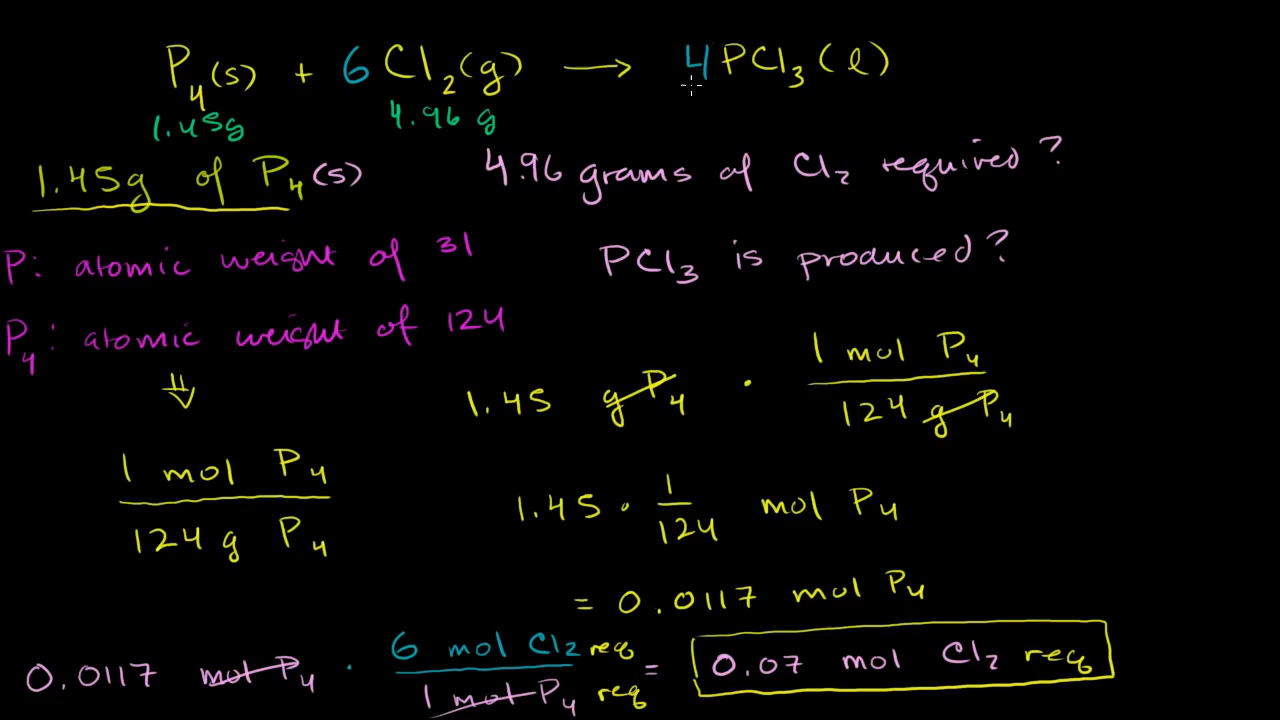 P₄(s) + 6 Cl₂(g) → 4 PCl₃(l)
1.45g 4.96 g
1.45g of P₄(s)
4.96 grams of Cl₂ required?
P: atomic weight of 31
PCl₃ is produced?
P₄: atomic weight of 124
⇓
1.45 g P₄ · 1 mol P₄ / 124 g P₄
1 mol P₄ / 124 g P₄
1.45 · 1/124 mol P₄
= 0.0117 mol P₄
0.0117 mol P₄ · 6 mol Cl₂ req / 1 mol P₄ req = 0.07 mol Cl₂ req